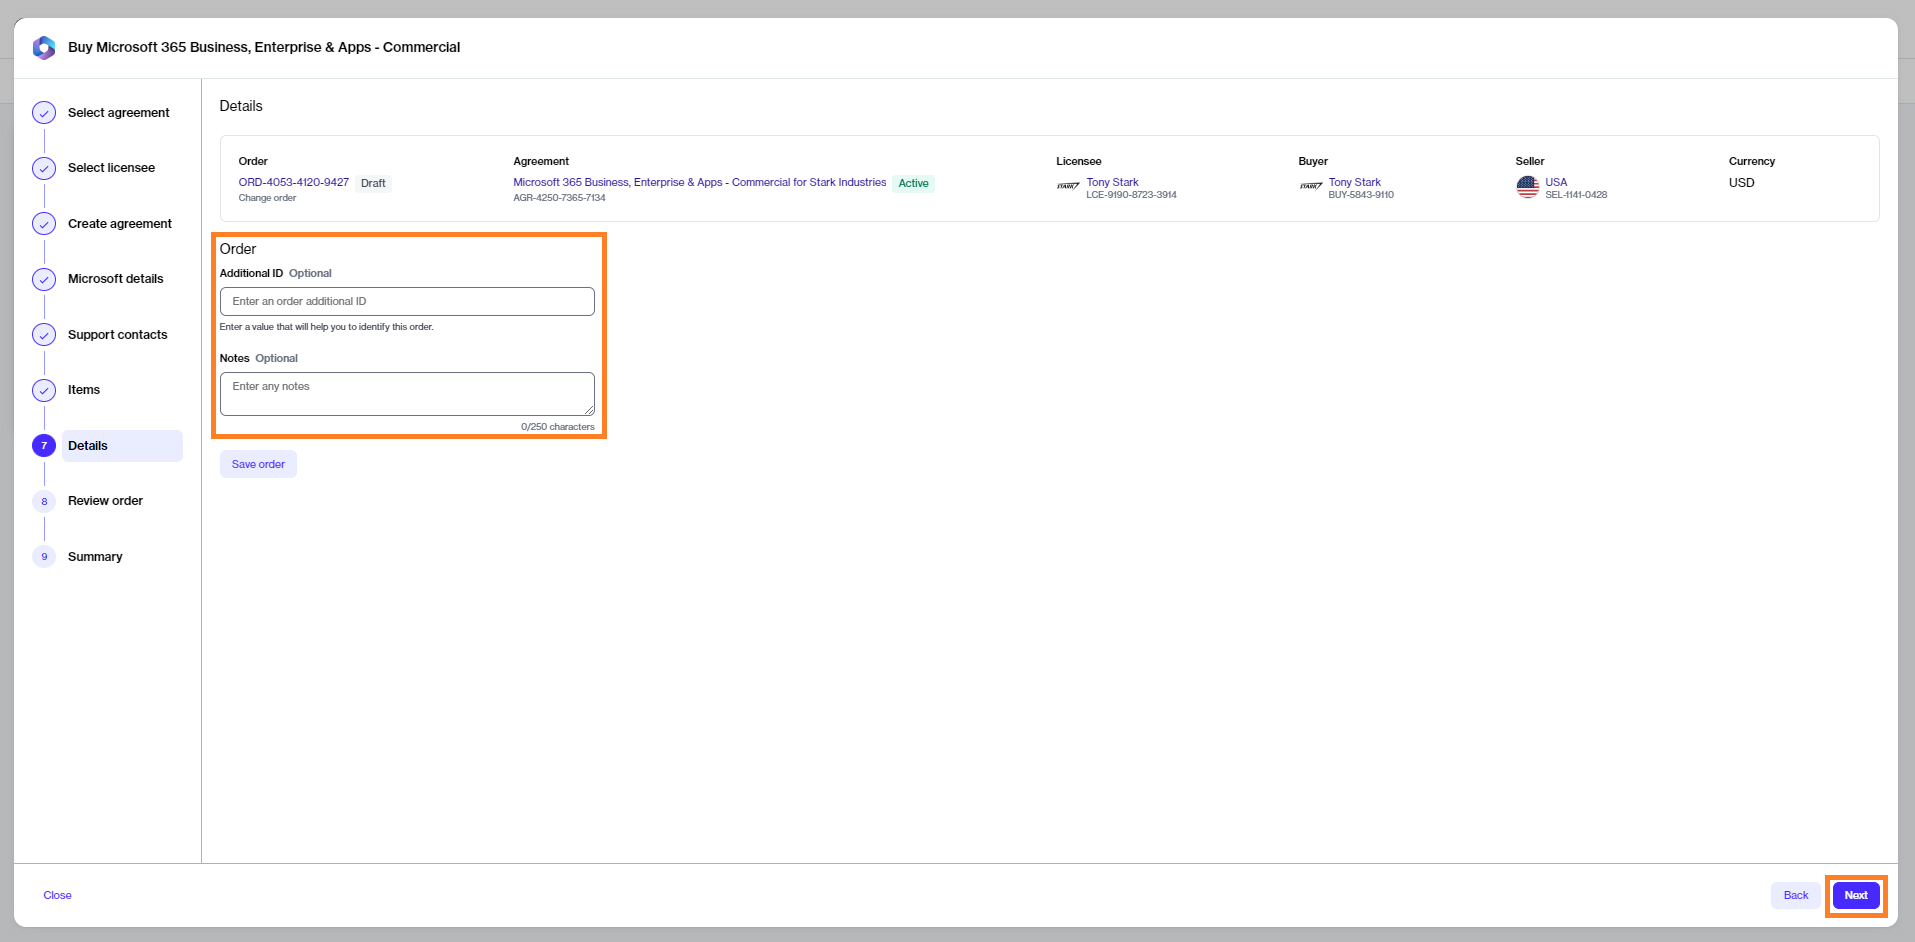 Buy Microsoft 365 Business, Enterprise & Apps - Commercial
Select agreement
Select licensee
Create agreement
Microsoft details
Support contacts
Items
7 Details
8 Review order
9 Summary
Details
Order
ORD-4053-4120-9427 Draft
Change order
Agreement
Microsoft 365 Business, Enterprise & Apps - Commercial for Stark Industries Active
AGR-4250-7365-7134
Licensee
STARK Tony Stark
LCE-9190-8723-3914
Buyer
STARK Tony Stark
BUY-5843-9110
Seller
USA
SEL-1141-0428
Currency
USD
Order
Additional ID Optional
Enter an order additional ID
Enter a value that will help you to identify this order.
Notes Optional
Enter any notes
0/250 characters
Save order
Close
Back
Next